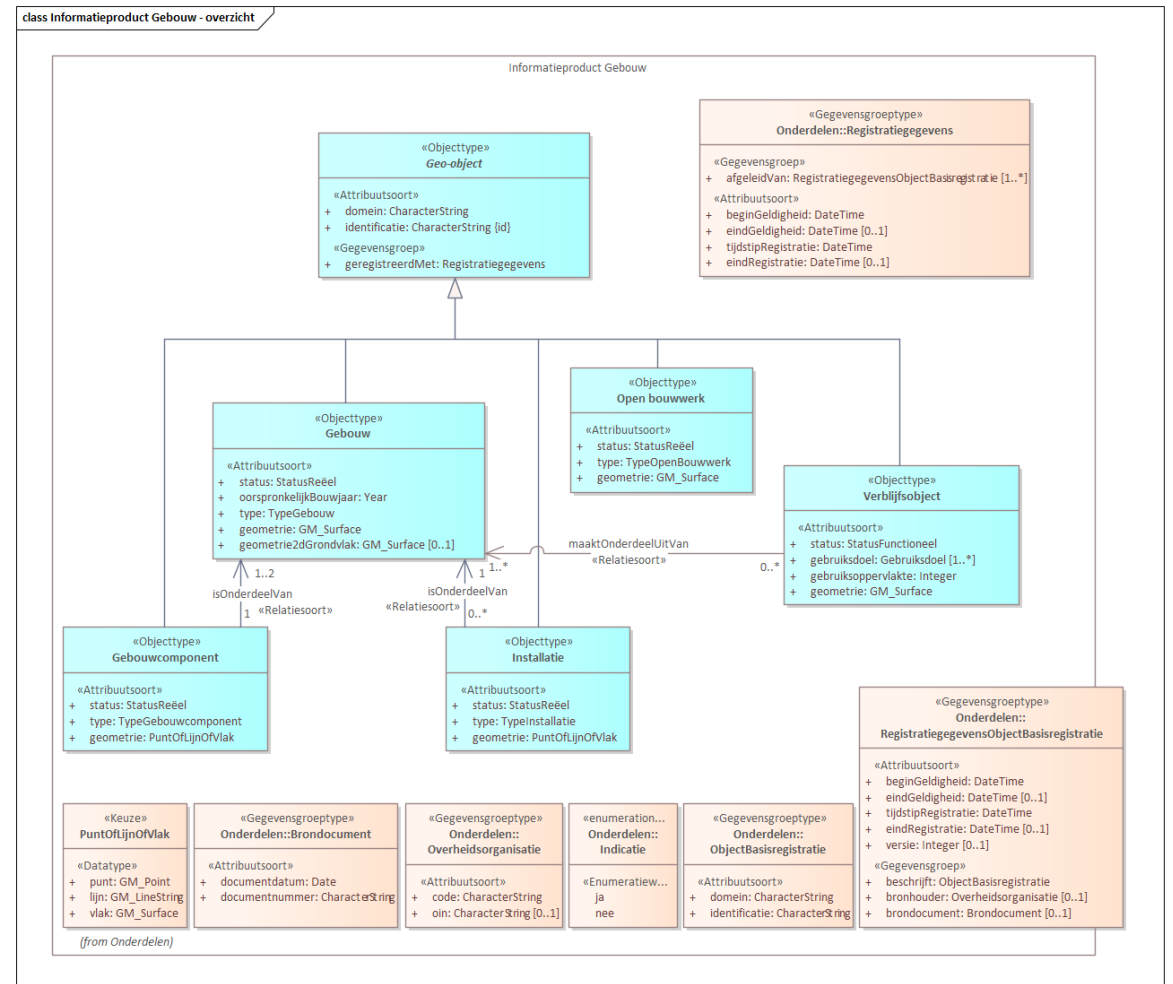 class Informatieproduct Gebouw - overzicht
Informatieproduct Gebouw
«Objecttype»
Geo-object
«Attribuutsoort»
+ domein: CharacterString
+ identificatie: CharacterString {id}
«Gegevensgroep»
+ geregistreerdMet: Registratiegegevens
«Gegevensgroeptype»
Onderdelen::Registratiegegevens
«Gegevensgroep»
+ afgeleidVan: RegistratiegegevensObjectBasisregistratie [1..*]
«Attribuutsoort»
+ beginGeldigheid: DateTime
+ eindGeldigheid: DateTime [0..1]
+ tijdstipRegistratie: DateTime
+ eindRegistratie: DateTime [0..1]
«Objecttype»
Gebouw
«Attribuutsoort»
+ status: StatusReëel
+ oorspronkelijkBouwjaar: Year
+ type: TypeGebouw
+ geometrie: GM_Surface
+ geometrie2dGrondvlak: GM_Surface [0..1]
«Objecttype»
Open bouwwerk
«Attribuutsoort»
+ status: StatusReëel
+ type: TypeOpenBouwwerk
+ geometrie: GM_Surface
«Objecttype»
Verblijfsobject
«Attribuutsoort»
+ status: StatusFunctioneel
+ gebruiksdoel: Gebruiksdoel [1..*]
+ gebruiksoppervlakte: Integer
+ geometrie: GM_Surface
maaktOnderdeelUitVan
«Relatiesoort»
1..*
0..*
1..2
isOnderdeelVan
«Relatiesoort»
1
1
isOnderdeelVan
«Relatiesoort»
0..*
«Objecttype»
Gebouwcomponent
«Attribuutsoort»
+ status: StatusReëel
+ type: TypeGebouwcomponent
+ geometrie: PuntOfLijnOfVlak
«Objecttype»
Installatie
«Attribuutsoort»
+ status: StatusReëel
+ type: TypeInstallatie
+ geometrie: PuntOfLijnOfVlak
«Gegevensgroeptype»
Onderdelen::
RegistratiegegevensObjectBasisregistratie
«Attribuutsoort»
+ beginGeldigheid: DateTime
+ eindGeldigheid: DateTime [0..1]
+ tijdstipRegistratie: DateTime
+ eindRegistratie: DateTime [0..1]
+ versie: Integer [0..1]
«Gegevensgroep»
+ beschrijft: ObjectBasisregistratie
+ bronhouder: Overheidsorganisatie [0..1]
+ brondocument: Brondocument [0..1]
«Keuze»
PuntOfLijnOfVlak
«Datatype»
+ punt: GM_Point
+ lijn: GM_LineString
+ vlak: GM_Surface
(from Onderdelen)
«Gegevensgroeptype»
Onderdelen::Brondocument
«Attribuutsoort»
+ documentdatum: Date
+ documentnummer: CharacterString
«Gegevensgroeptype»
Onderdelen::
Overheidsorganisatie
«Attribuutsoort»
+ code: CharacterString
+ oin: CharacterString [0..1]
«enumeration...
Onderdelen::
Indicatie
«Enumeratiew...
ja
nee
«Gegevensgroeptype»
Onderdelen::
ObjectBasisregistratie
«Attribuutsoort»
+ domein: CharacterString
+ identificatie: CharacterString